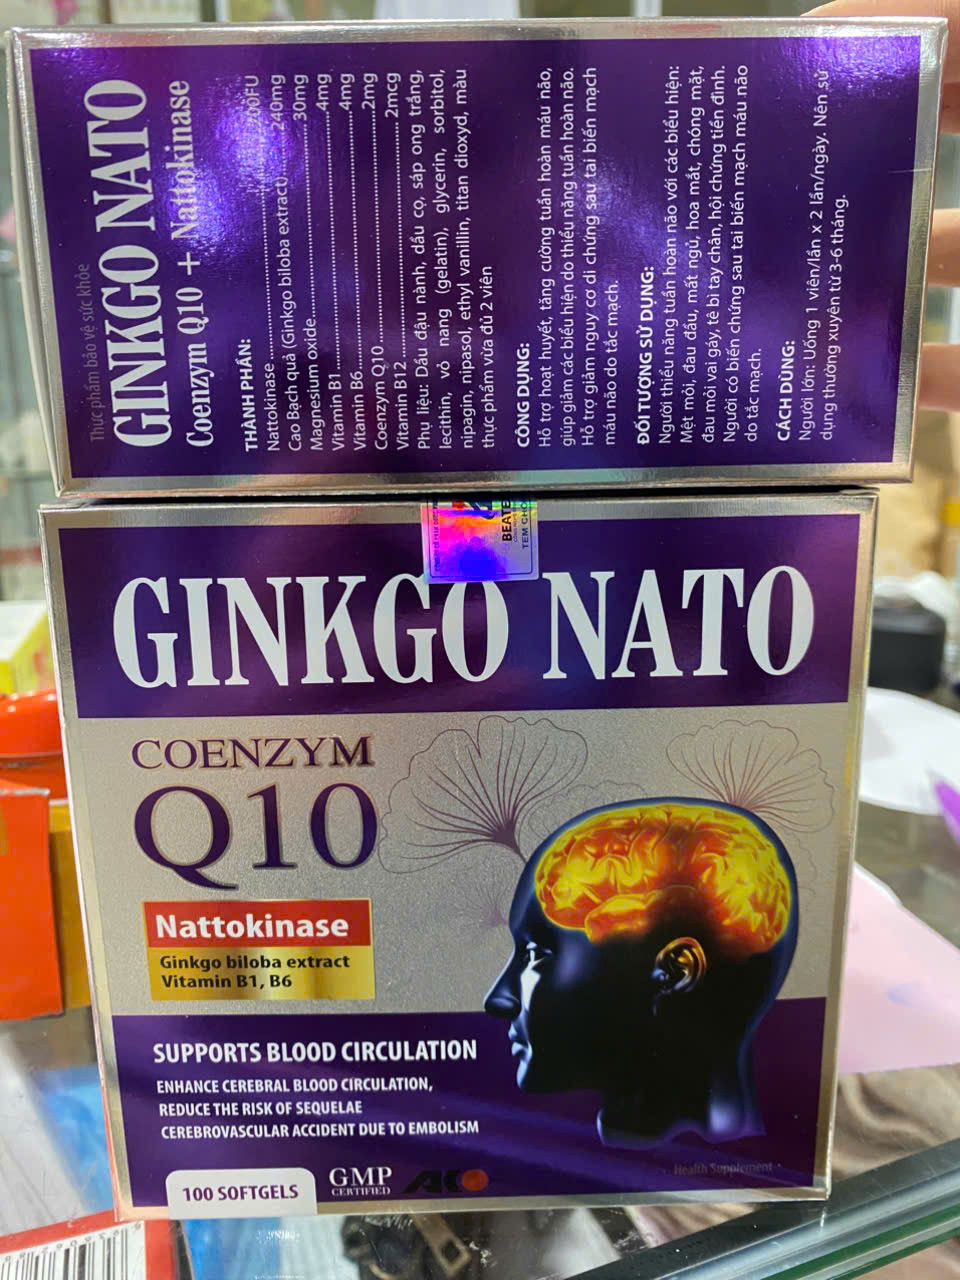 Thực phẩm bảo vệ sức khỏe
GINKGO NATO
Coenzym Q10 + Nattokinase
THÀNH PHẦN:
Nattokinase
Cao Bạch quả (Ginkgo biloba extract) 240mg
Magnesium oxide 30mg
Vitamin B1 4mg
Vitamin B6 4mg
Coenzym Q10 2mg
Vitamin B12 2mcg
Phụ liệu: Dầu đậu nành, dầu cọ, sáp ong trắng,
lecithin, vỏ nang (gelatin), glycerin, sorbitol,
nipagin, nipasol, ethyl vanillin, titan dioxyd, màu
thực phẩm vừa đủ 2 viên
CÔNG DỤNG:
Hỗ trợ hoạt huyết, tăng cường tuần hoàn máu não,
giúp giảm các biểu hiện do thiểu năng tuần hoàn não.
Hỗ trợ giảm nguy cơ di chứng sau tai biến mạch
máu não do tắc mạch.
ĐỐI TƯỢNG SỬ DỤNG:
Người thiểu năng tuần hoàn não với các biểu hiện:
Mệt mỏi, đau đầu, mất ngủ, hoa mắt, chóng mặt,
đau mỏi vai gáy, tê bì tay chân, hội chứng tiền đình.
Người có biến chứng sau tai biến mạch máu não
do tắc mạch.
CÁCH DÙNG:
Người lớn: Uống 1 viên/lần x 2 lần/ngày. Nên sử
dụng thường xuyên từ 3-6 tháng.
BEATE
TEM CH
GINKGO NATO
COENZYM
Q10
Nattokinase
Ginkgo biloba extract
Vitamin B1, B6
SUPPORTS BLOOD CIRCULATION
ENHANCE CEREBRAL BLOOD CIRCULATION,
REDUCE THE RISK OF SEQUELAE
CEREBROVASCULAR ACCIDENT DUE TO EMBOLISM
Health Supplement
100 SOFTGELS
GMP
CERTIFIED